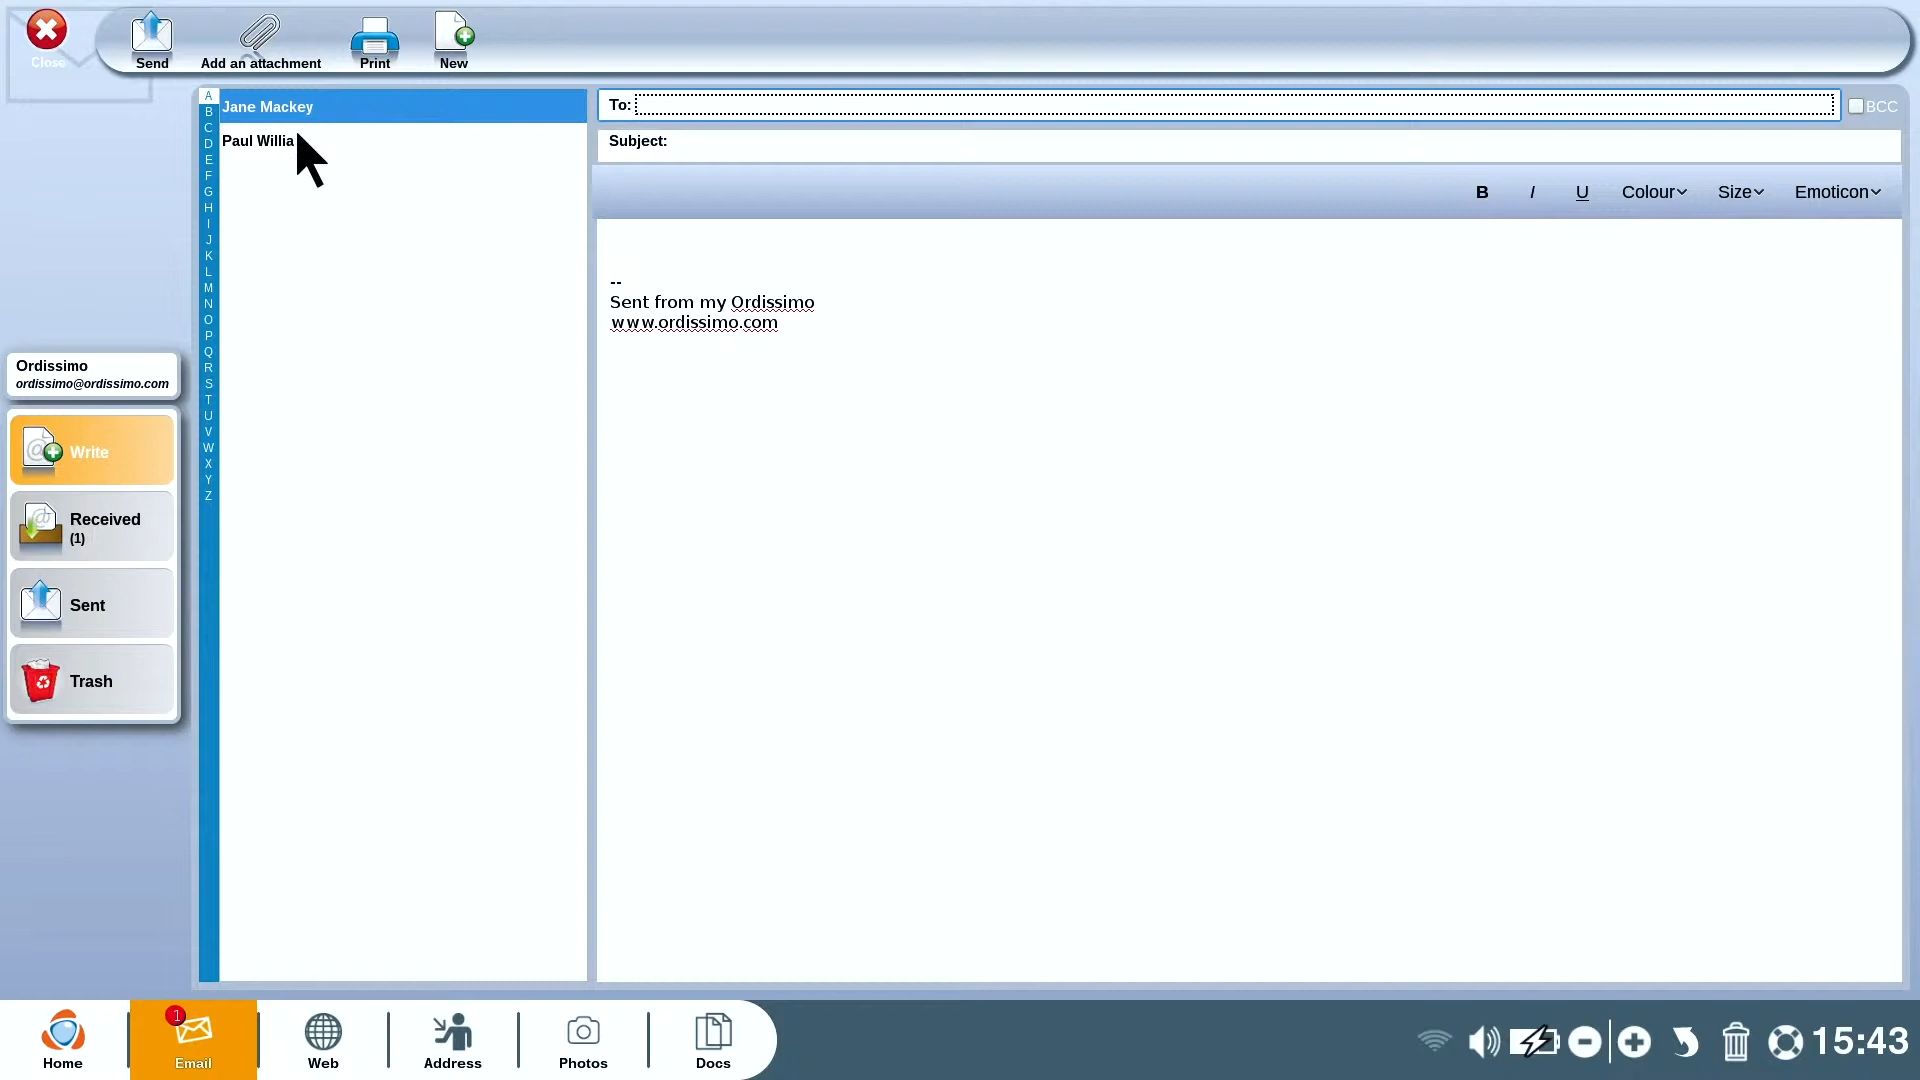 Close
Send
Add an attachment
Print
New
A
B
C
D
E
F
G
H
I
J
K
L
M
N
O
P
Q
R
S
T
U
V
W
X
Y
Z
Jane Mackey
Paul Willia
To:
BCC
Subject:
B I U Colour Size Emoticon
--
Sent from my Ordissimo
www.ordissimo.com
Ordissimo
ordissimo@ordissimo.com
Write
Received
(1)
Sent
Trash
Home
1
Email
Web
Address
Photos
Docs
15:43